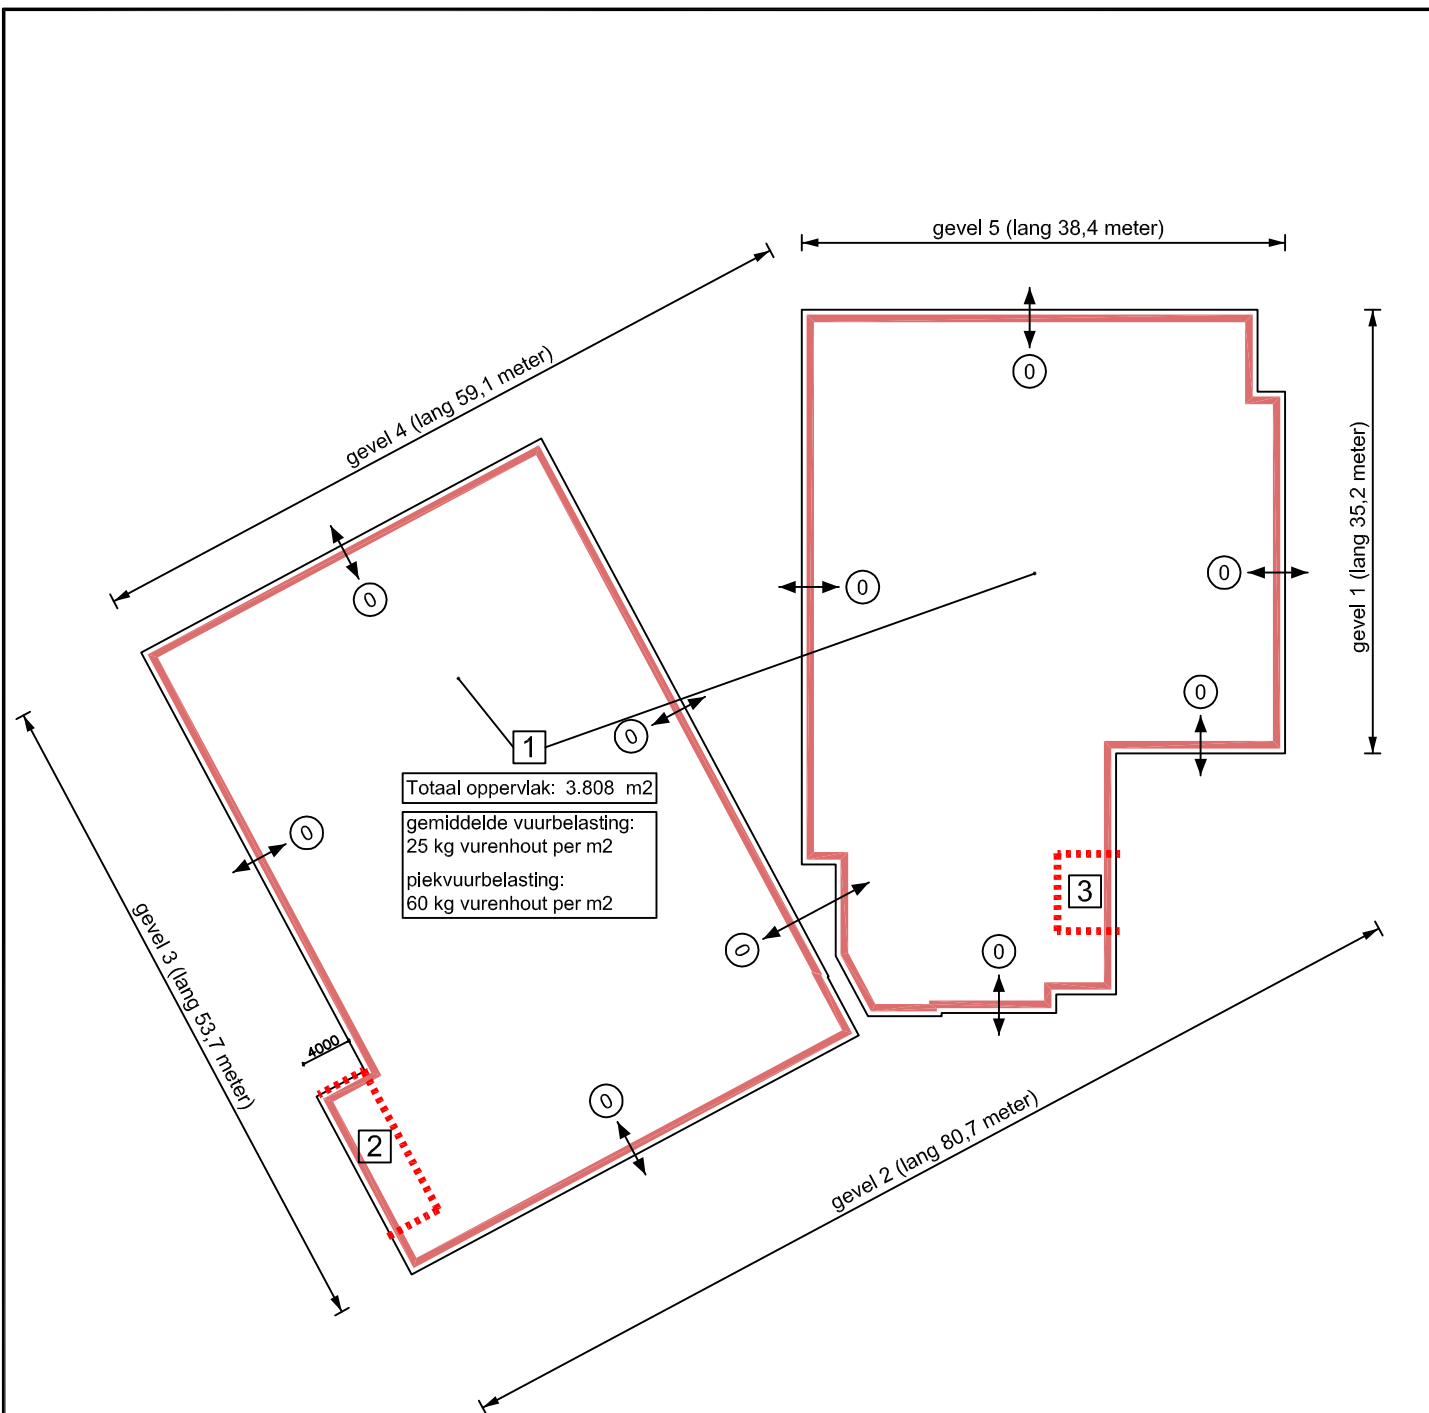 gevel 5 (lang 38,4 meter)
gevel 4 (lang 59,1 meter)
0
gevel 1 (lang 35,2 meter)
0
0
0
0
0
0
1
Totaal oppervlak: 3.808 m2
gemiddelde vuurbelasting:
25 kg vurenhout per m2
piekvuurbelasting:
60 kg vurenhout per m2
0
3
gevel 3 (lang 53,7 meter)
0
0
4000
0
2
gevel 2 (lang 80,7 meter)